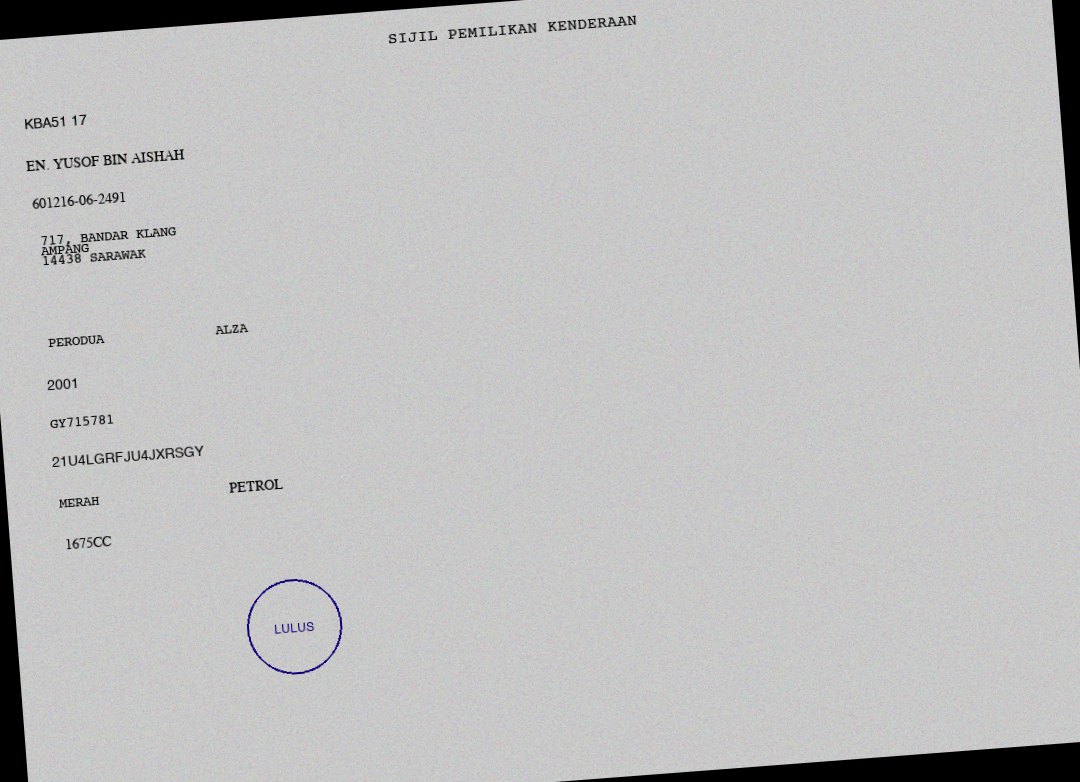 SIJIL PEMILIKAN KENDERAAN
KBA51 17
EN. YUSOF BIN AISHAH
601216-06-2491
717, BANDAR KLANG
AMPANG
14438 SARAWAK
PERODUA ALZA
2001
GY715781
21U4LGRFJU4JXRSGY
MERAH PETROL
1675CC
LULUS